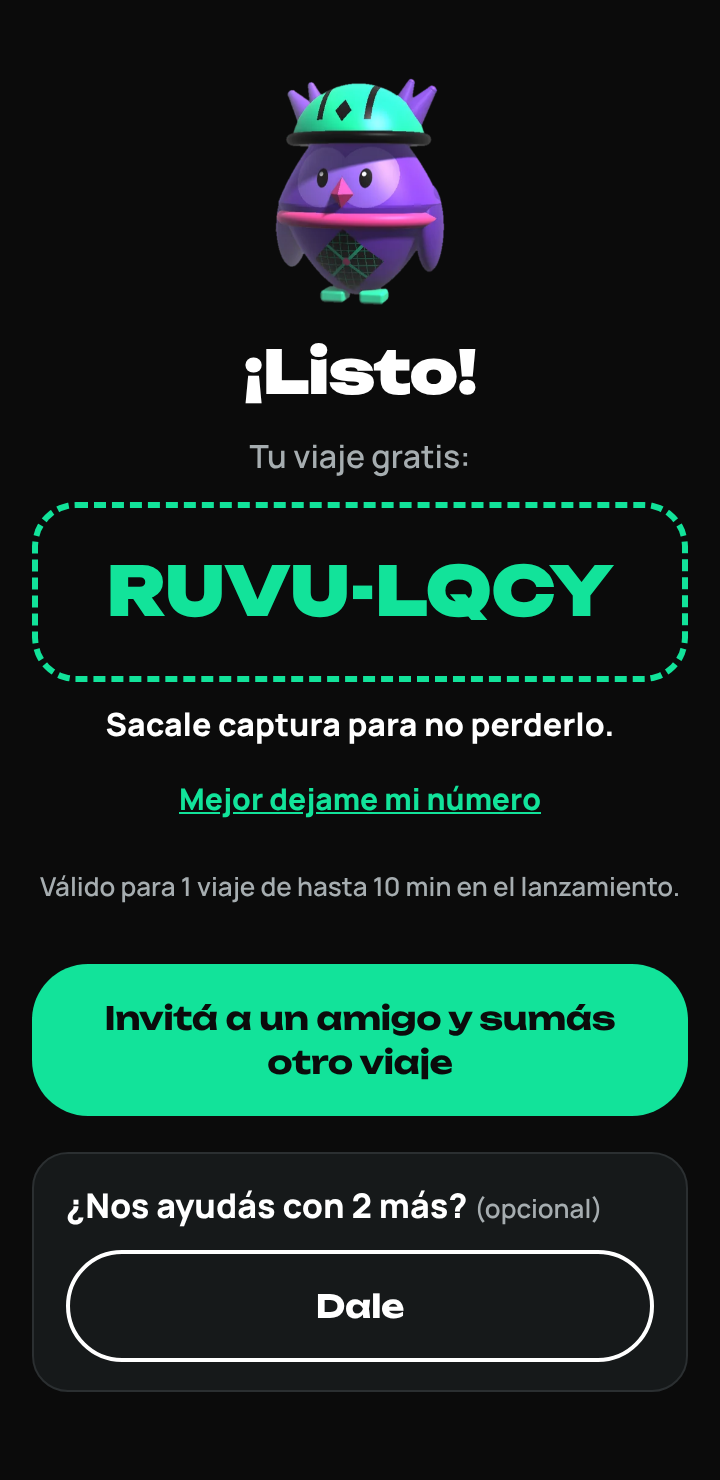 ¡Listo!
Tu viaje gratis:
RUVU-LQCY
Sacale captura para no perderlo.
Mejor dejame mi número
Válido para 1 viaje de hasta 10 min en el lanzamiento.
Invitá a un amigo y sumás
otro viaje
¿Nos ayudás con 2 más? (opcional)
Dale